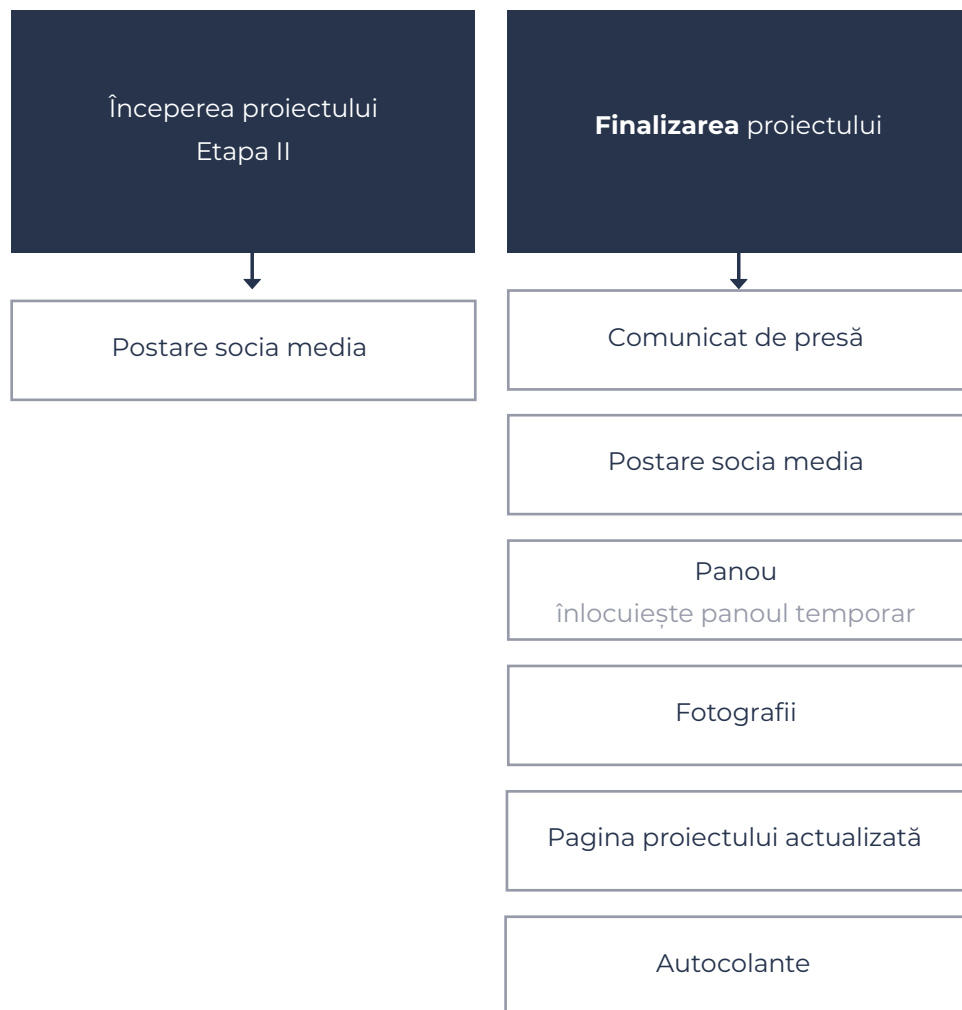 Începerea proiectului
Etapa II
Postare socia media
Finalizarea proiectului
Comunicat de presă
Postare socia media
Panou
înlocuiește panoul temporar
Fotografii
Pagina proiectului actualizată
Autocolante